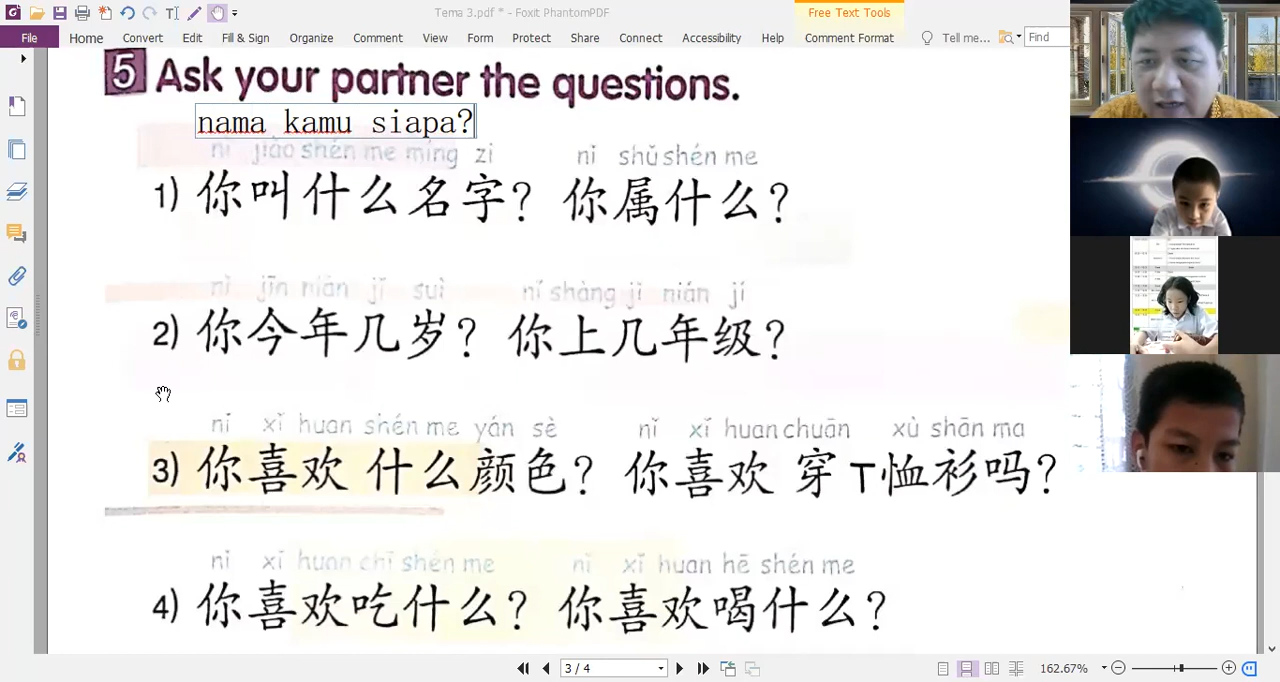 Tema 3.pdf * - Foxit PhantomPDF
Free Text Tools
File Home Convert Edit Fill & Sign Organize Comment View Form Protect Share Connect Accessibility Help Comment Format Tell me... Find
5 Ask your partner the questions.
nama kamu siapa?
nǐ jiào shén me míng zi nǐ shǔ shén me
1) 你叫什么名字? 你属什么?
nǐ jīn nián jǐ suì nǐ shàng jǐ nián jí
2) 你今年几岁? 你上几年级?
nǐ xǐ huan shén me yán sè nǐ xǐ huan chuān xù shān ma
3) 你喜欢 什么颜色? 你喜欢 穿 T恤衫吗?
nǐ xǐ huan chī shén me nǐ xǐ huan hē shén me
4) 你喜欢吃什么? 你喜欢喝什么?
3 / 4
162.67%